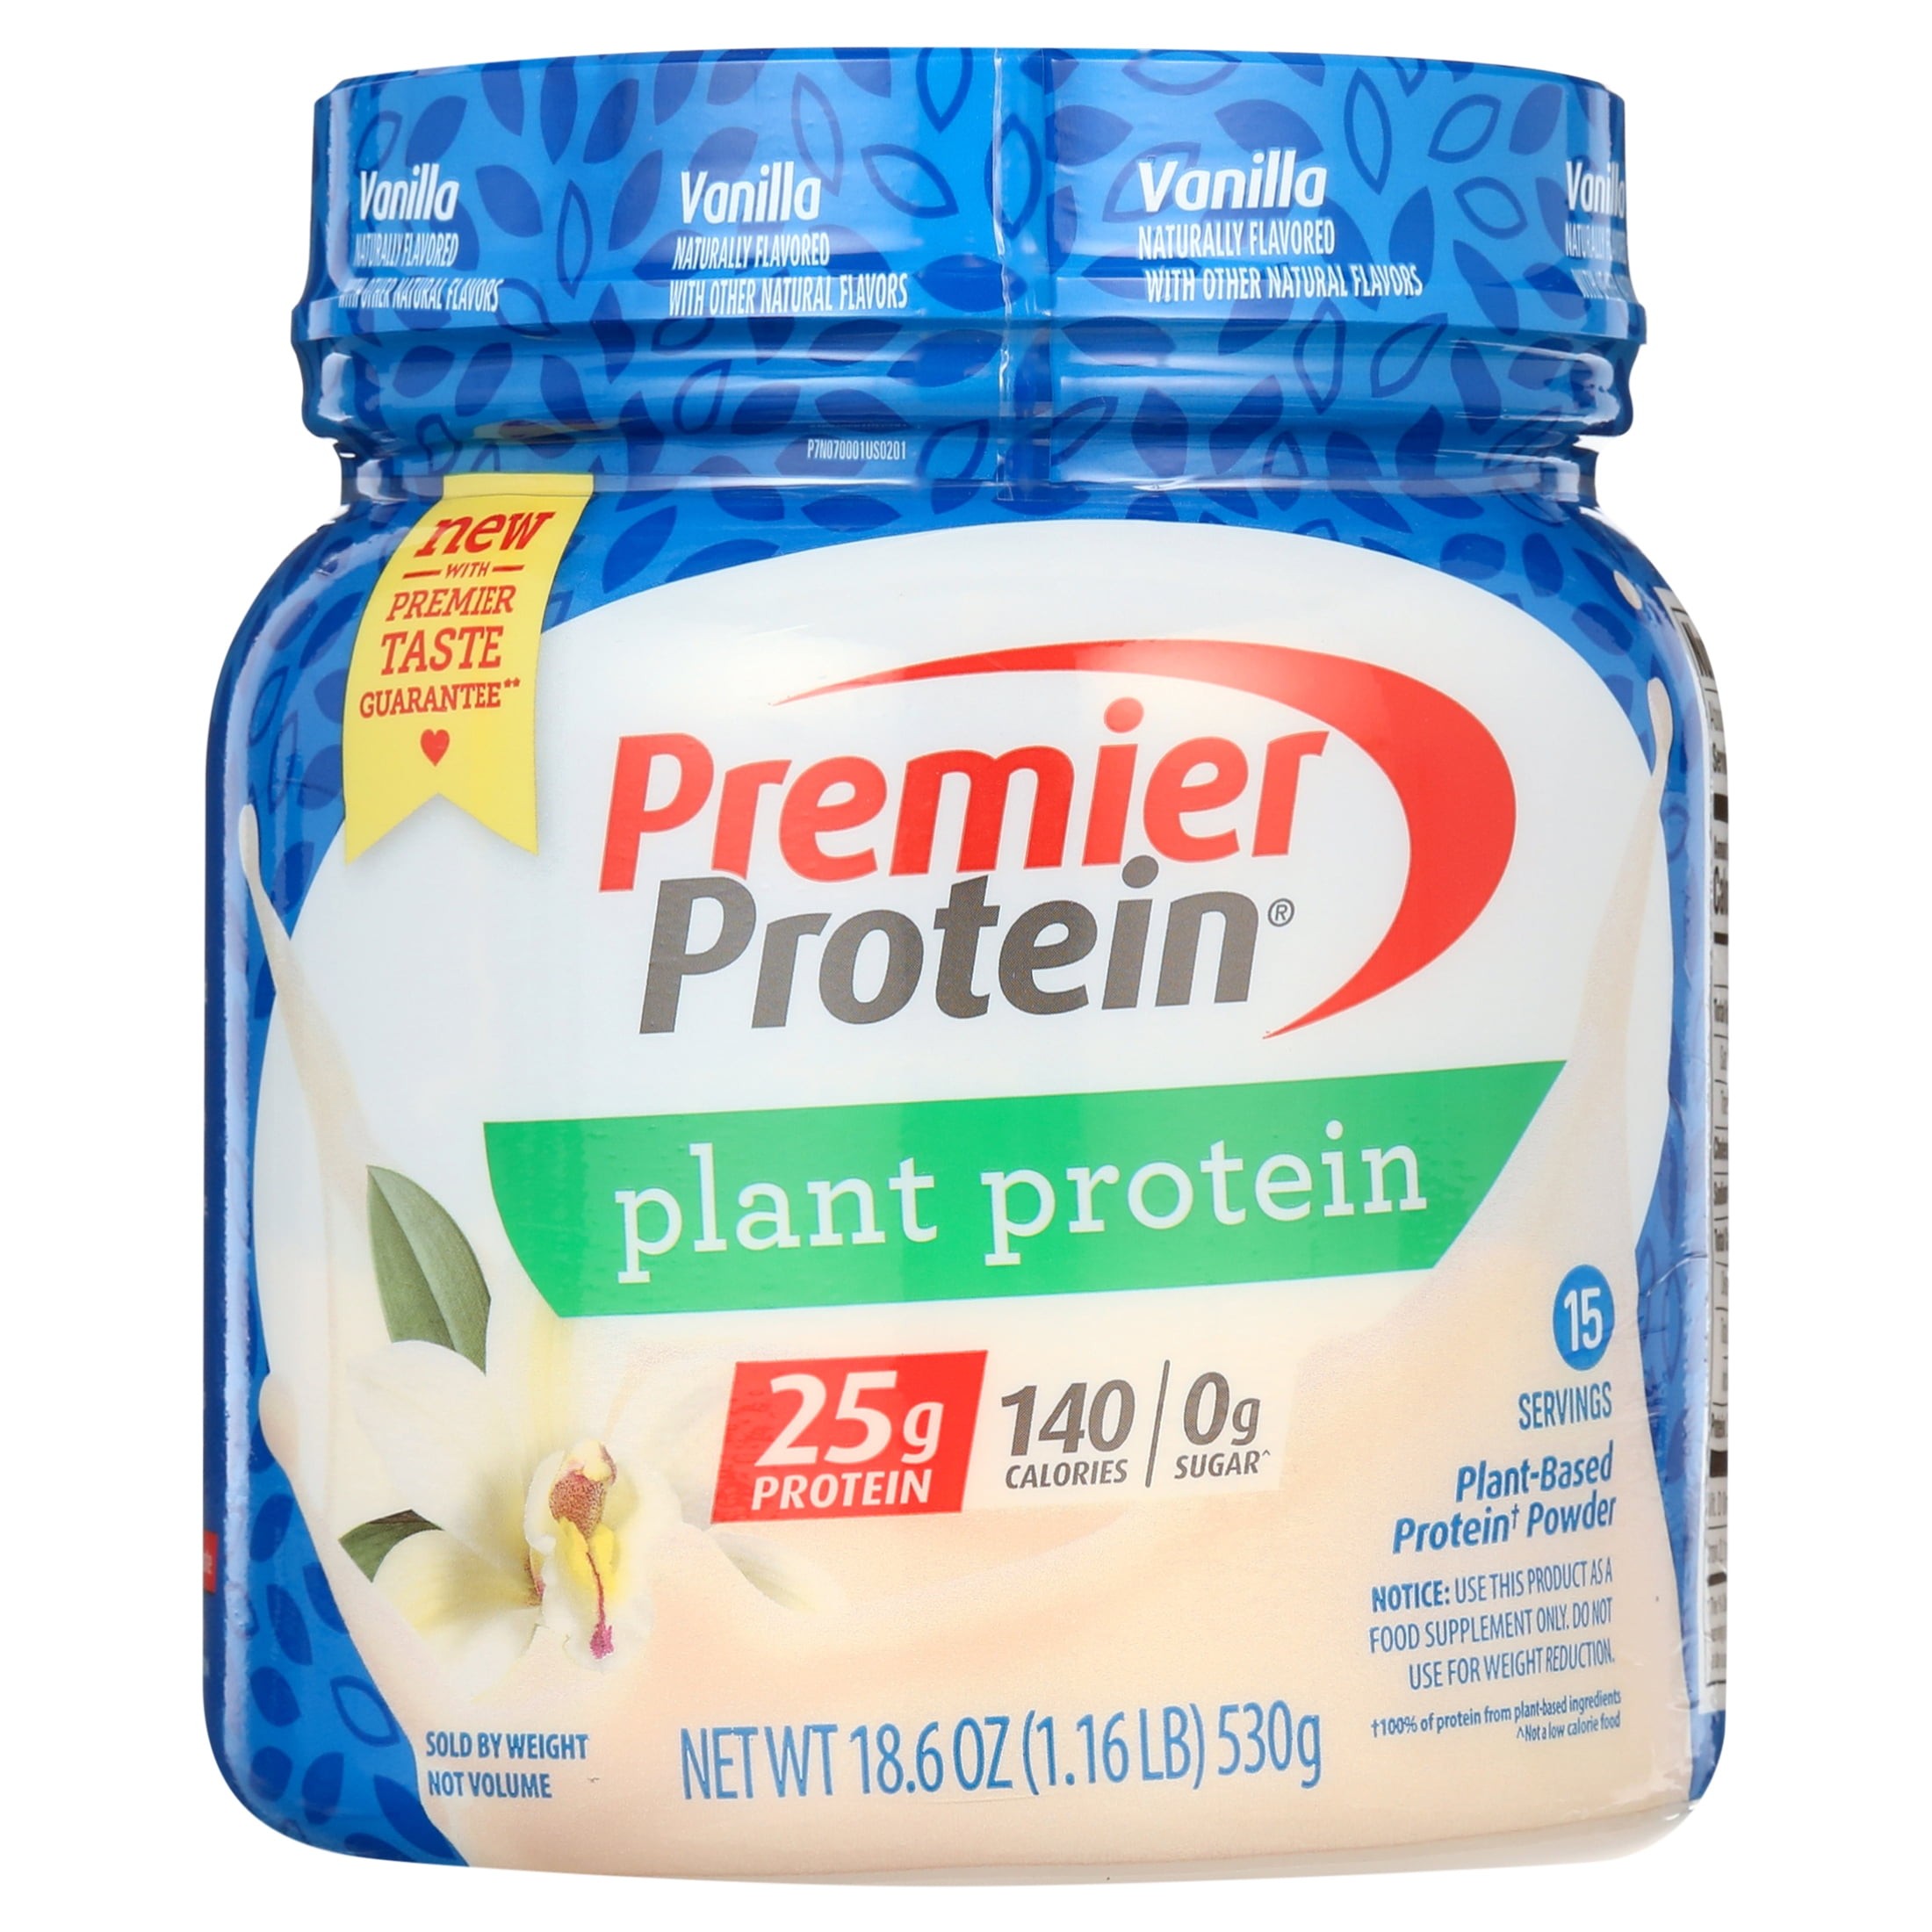 Vanilla
NATURALLY FLAVORED
WITH OTHER NATURAL FLAVORS
Vanilla
NATURALLY FLAVORED
WITH OTHER NATURAL FLAVORS
Vanilla
NATURALLY FLAVORED
WITH OTHER NATURAL FLAVORS
P7N070001US0201
new
WITH
PREMIER
TASTE
GUARANTEE**
Premier
Protein®
plant protein
25g
PROTEIN
140
CALORIES
0g
SUGAR^
15
SERVINGS
Plant-Based
Protein† Powder
NOTICE: USE THIS PRODUCT AS A
FOOD SUPPLEMENT ONLY. DO NOT
USE FOR WEIGHT REDUCTION.
†100% of protein from plant-based ingredients
^Not a low calorie food
SOLD BY WEIGHT
NOT VOLUME
NET WT 18.6 OZ (1.16 LB) 530g